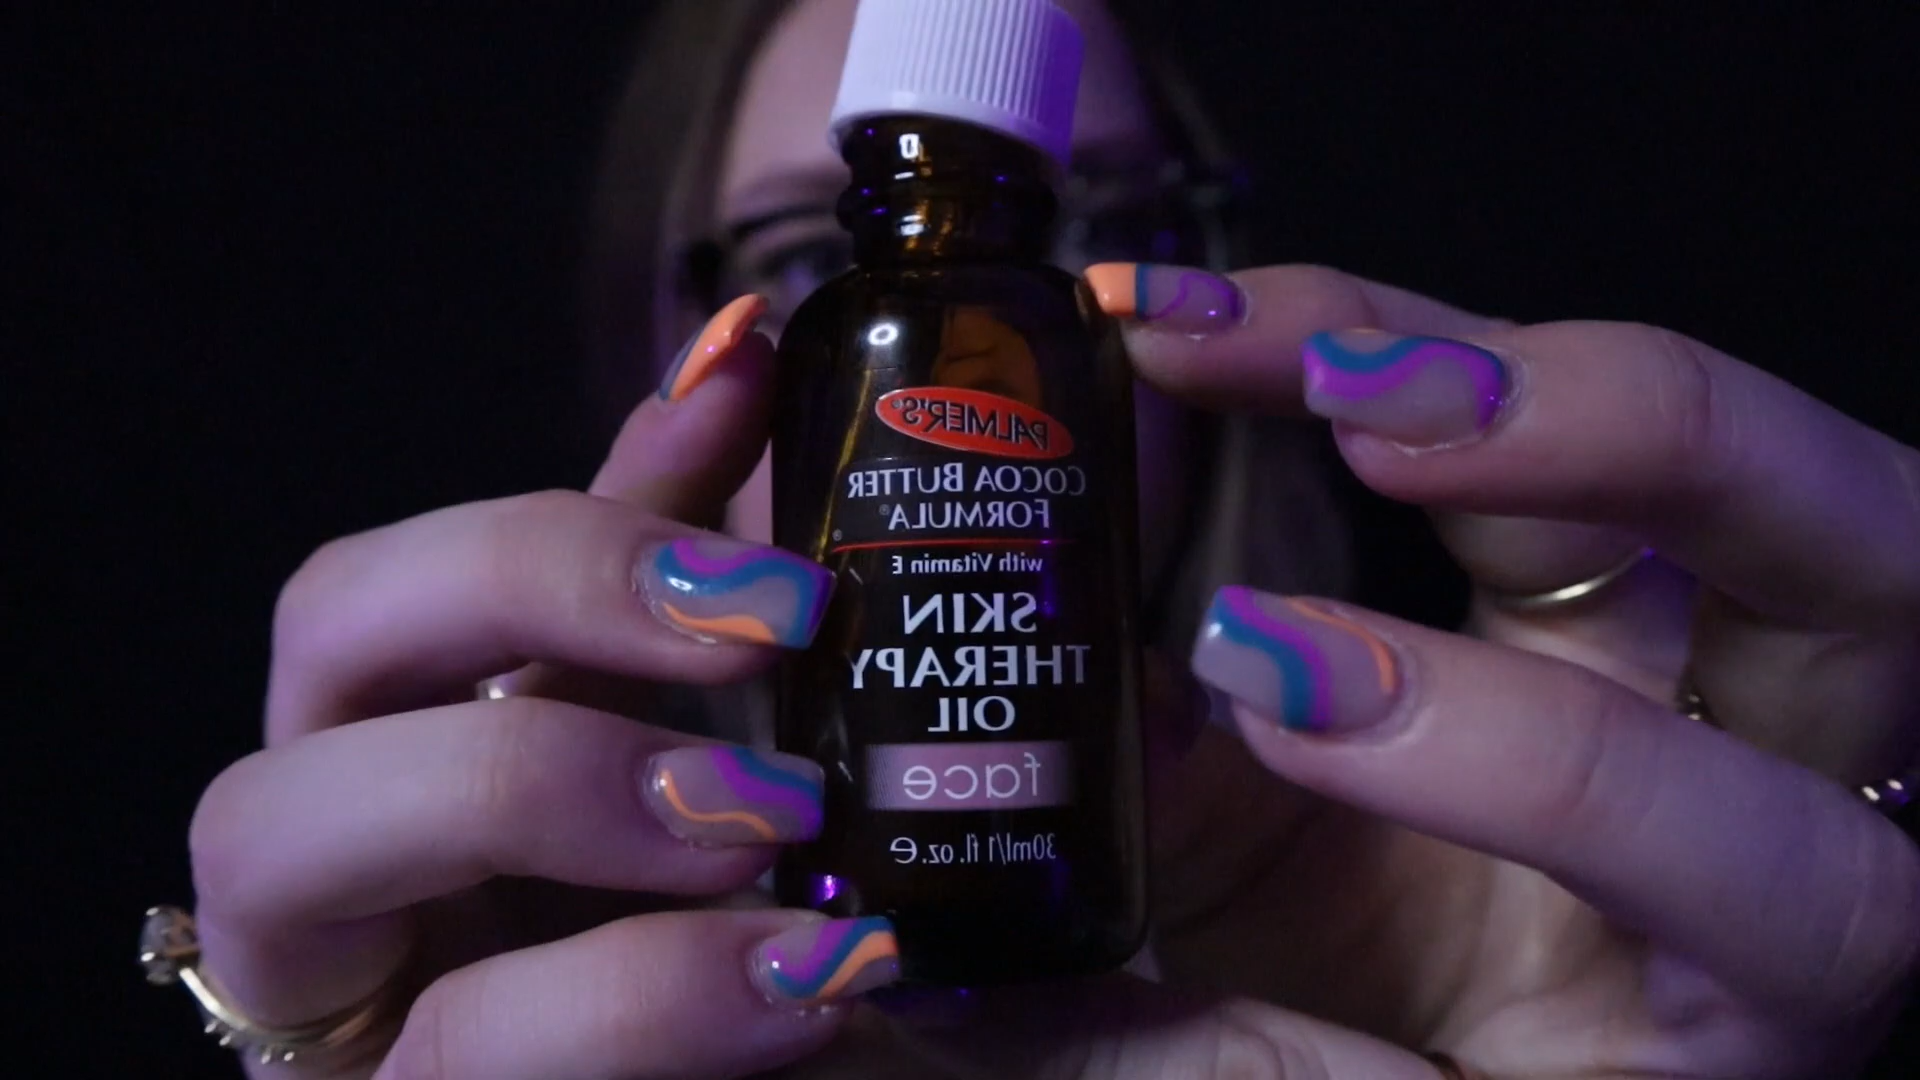 PALMER'S®
COCOA BUTTER
FORMULA®
®
with Vitamin E
SKIN
THERAPY
OIL
face
30ml/1 fl. oz. e